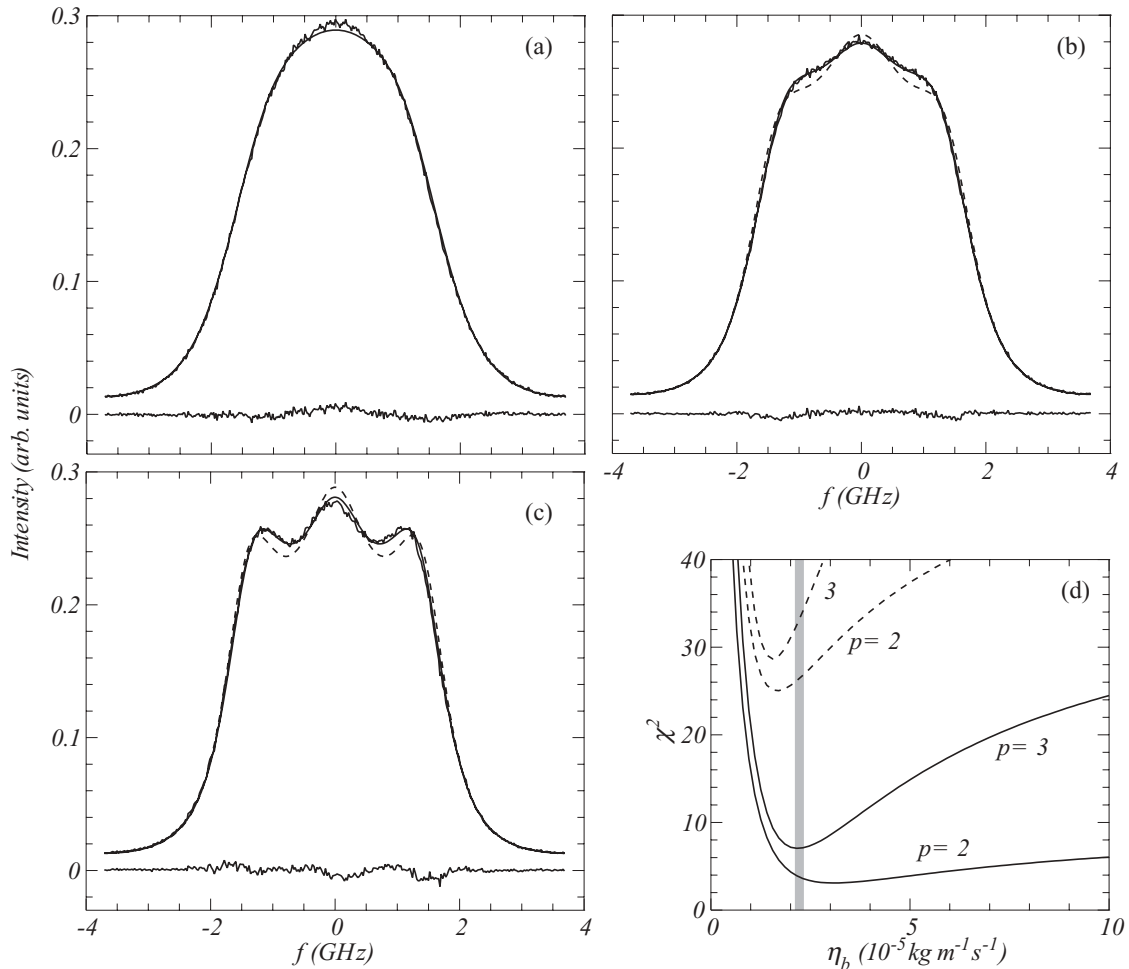 0.3
(a)
(b)
0.2
0.1
0
Intensity (arb. units)
-4 -2 0 2 4
f (GHz)
0.3
(c)
0.2
0.1
0
-4 -2 0 2 4
f (GHz)
40
(d)
3
p= 2
30
χ²
20
p= 3
10
p= 2
0
0 5 10
η_b (10⁻⁵ kg m⁻¹ s⁻¹)